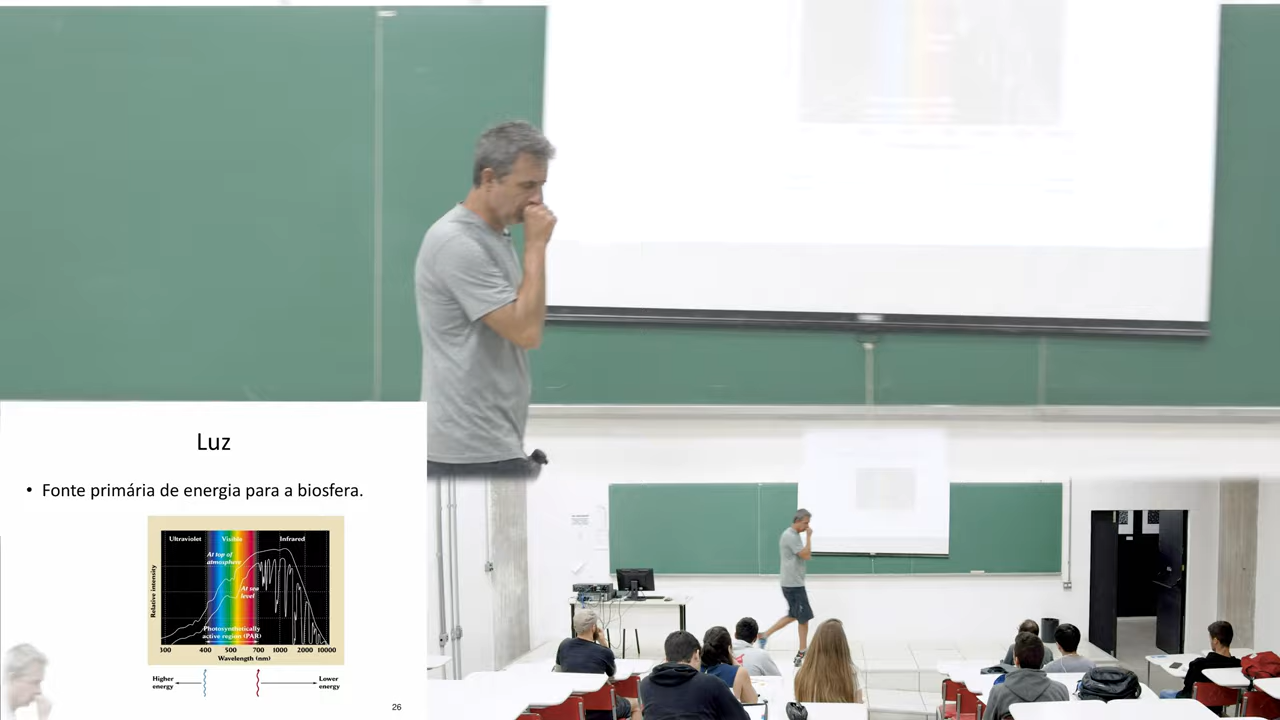 Luz
• Fonte primária de energia para a biosfera.
Ultraviolet Visible Infrared
At top of
atmosphere
At sea
level
Relative intensity
Photosynthetically
active region (PAR)
300 400 500 700 1000 2000 10000
Wavelength (nm)
Higher
energy
Lower
energy
26